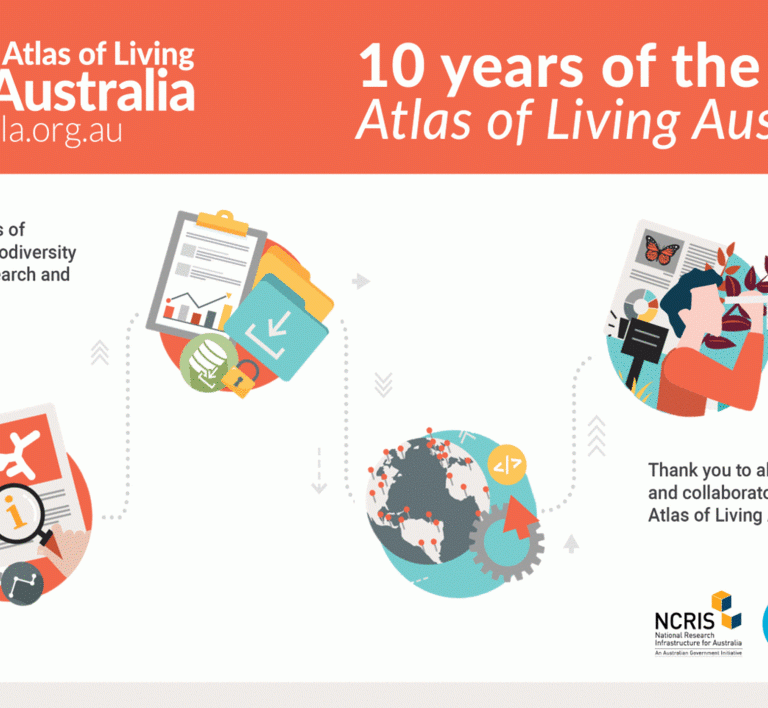 Atlas of Living
Australia
la.org.au
10 years of the
Atlas of Living Aus
s of
odiversity
earch and
i
</>
Thank you to al
and collaborato
Atlas of Living
NCRIS
National Research
Infrastructure for Australia
An Australian Government Initiative